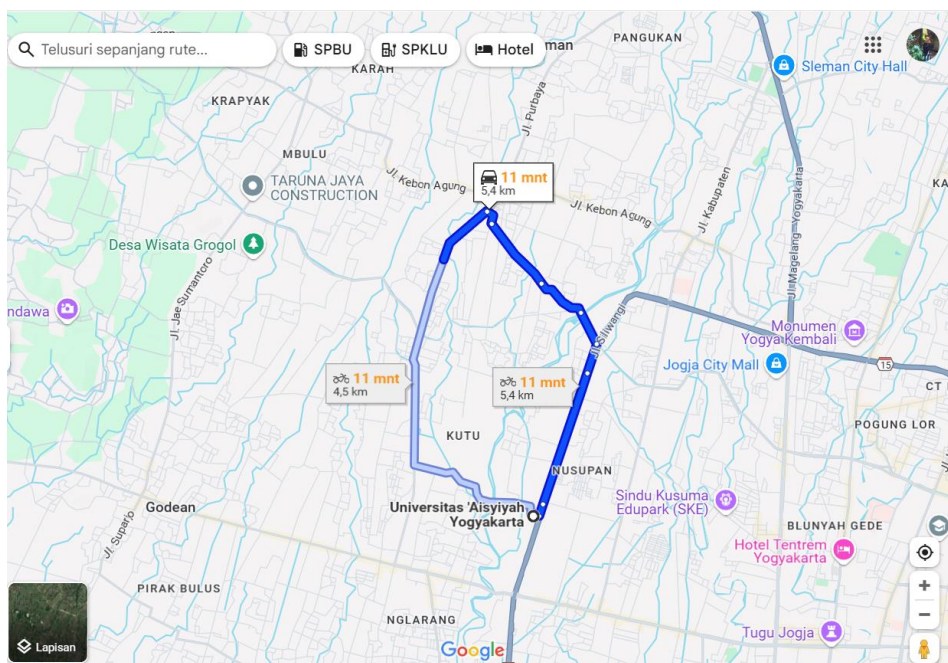 Telusuri sepanjang rute...
SPBU
SPKLU
Hotel
man
PANGUKAN
Sleman City Hall
KARAH
KRAPYAK
Jl. Purbaya
MBULU
TARUNA JAYA
CONSTRUCTION
Jl. Kebon Agung
11 mnt
5,4 km
Jl. Kebon Agung
Jl. Kabupaten
Jl. Magelang - Yogyakarta
KA
Desa Wisata Grogol
Jl. Jae Sumantoro
ndawa
Jl. Siliwangi
Monumen
Yogya Kembali
Jogja City Mall
15
CT
11 mnt
4,5 km
11 mnt
5,4 km
KUTU
POGUNG LOR
NUSUPAN
Godean
Universitas 'Aisyiyah
Yogyakarta
Sindu Kusuma
Edupark (SKE)
BLUNYAH GEDE
Jl. Suparjo
Hotel Tentrem
Yogyakarta
PIRAK BULUS
NGLARANG
Tugu Jogja
Lapisan
Google